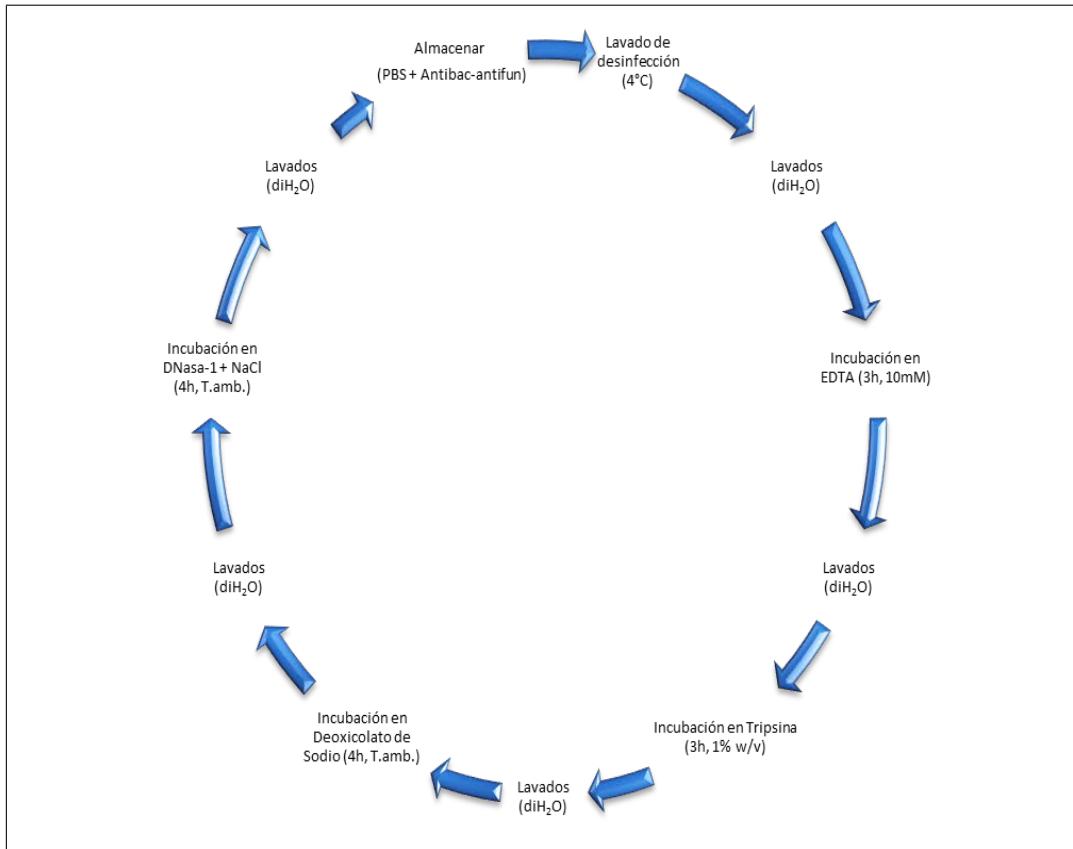 Almacenar
(PBS + Antibac-antifun)
Lavado de
desinfección
(4°C)
Lavados
(diH₂O)
Incubación en
EDTA (3h, 10mM)
Lavados
(diH₂O)
Incubación en Tripsina
(3h, 1% w/v)
Lavados
(diH₂O)
Incubación en
Deoxicolato de
Sodio (4h, T.amb.)
Lavados
(diH₂O)
Incubación en
DNasa-1 + NaCl
(4h, T.amb.)
Lavados
(diH₂O)